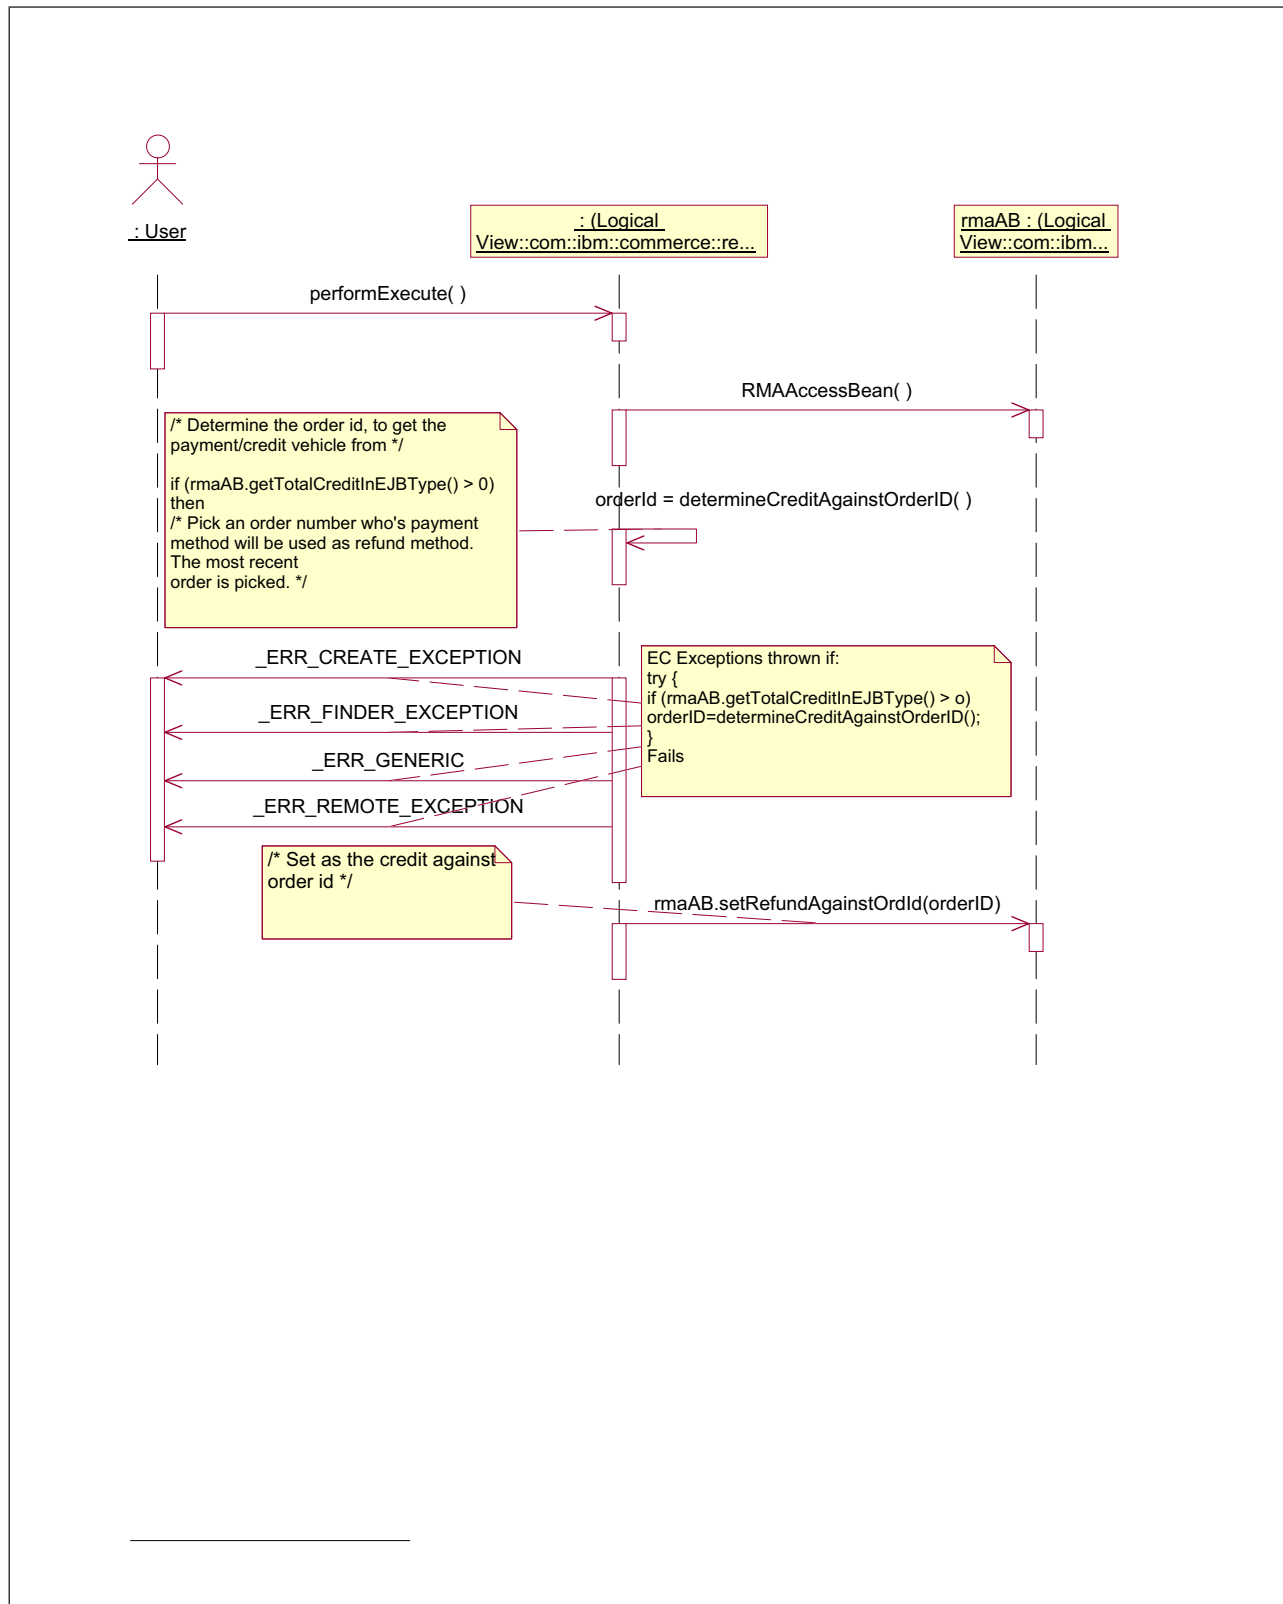 : User
: (Logical
View::com::ibm::commerce::re...
rmaAB : (Logical
View::com::ibm...
performExecute( )
RMAAccessBean( )
/* Determine the order id, to get the
payment/credit vehicle from */
if (rmaAB.getTotalCreditInEJBType() > 0)
then
/* Pick an order number who's payment
method will be used as refund method.
The most recent
order is picked. */
orderId = determineCreditAgainstOrderID( )
_ERR_CREATE_EXCEPTION
_ERR_FINDER_EXCEPTION
_ERR_GENERIC
_ERR_REMOTE_EXCEPTION
EC Exceptions thrown if:
try {
if (rmaAB.getTotalCreditInEJBType() > o)
orderID=determineCreditAgainstOrderID();
}
Fails
/* Set as the credit against
order id */
rmaAB.setRefundAgainstOrdId(orderID)